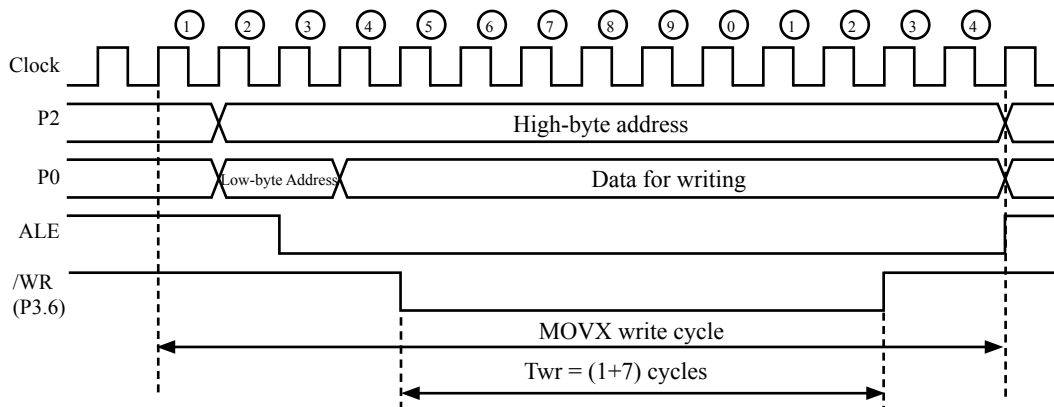 1 2 3 4 5 6 7 8 9 0 1 2 3 4
Clock
P2
High-byte address
P0
Low-byte Address
Data for writing
ALE
/WR
(P3.6)
MOVX write cycle
Twr = (1+7) cycles